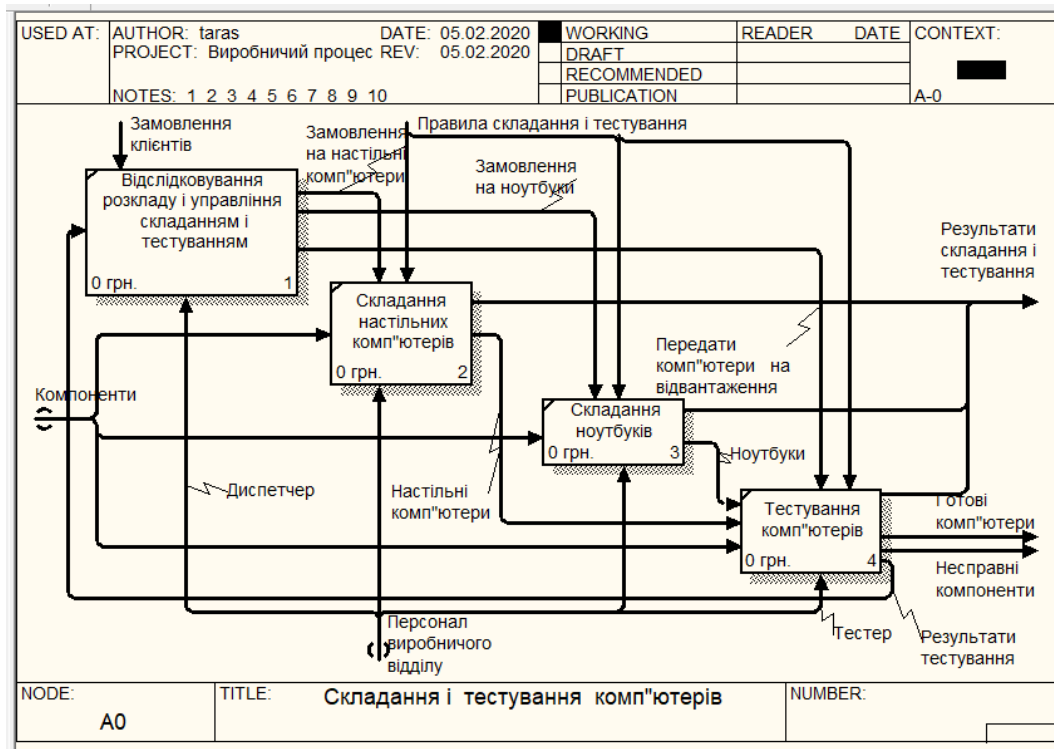 USED AT:
AUTHOR: taras
DATE: 05.02.2020
PROJECT: Виробничий процес
REV: 05.02.2020
NOTES: 1 2 3 4 5 6 7 8 9 10
WORKING
DRAFT
RECOMMENDED
PUBLICATION
READER
DATE
CONTEXT:
A-0
Замовлення
клієнтів
Замовлення
на настільні
комп"ютери
Правила складання і тестування
Замовлення
на ноутбуки
Відслідковування
розкладу і управління
складанням і
тестуванням
0 грн.
1
Результати
складання і
тестування
Складання
настільних
комп"ютерів
0 грн.
2
Передати
комп"ютери на
відвантаження
Компоненти
Складання
ноутбуків
0 грн.
3
Ноутбуки
Диспетчер
Настільні
комп"ютери
Тестування
комп"ютерів
0 грн.
4
Готові
комп"ютери
Несправні
компоненти
Персонал
виробничого
відділу
Тестер
Результати
тестування
NODE:
A0
TITLE:
Складання і тестування комп"ютерів
NUMBER: